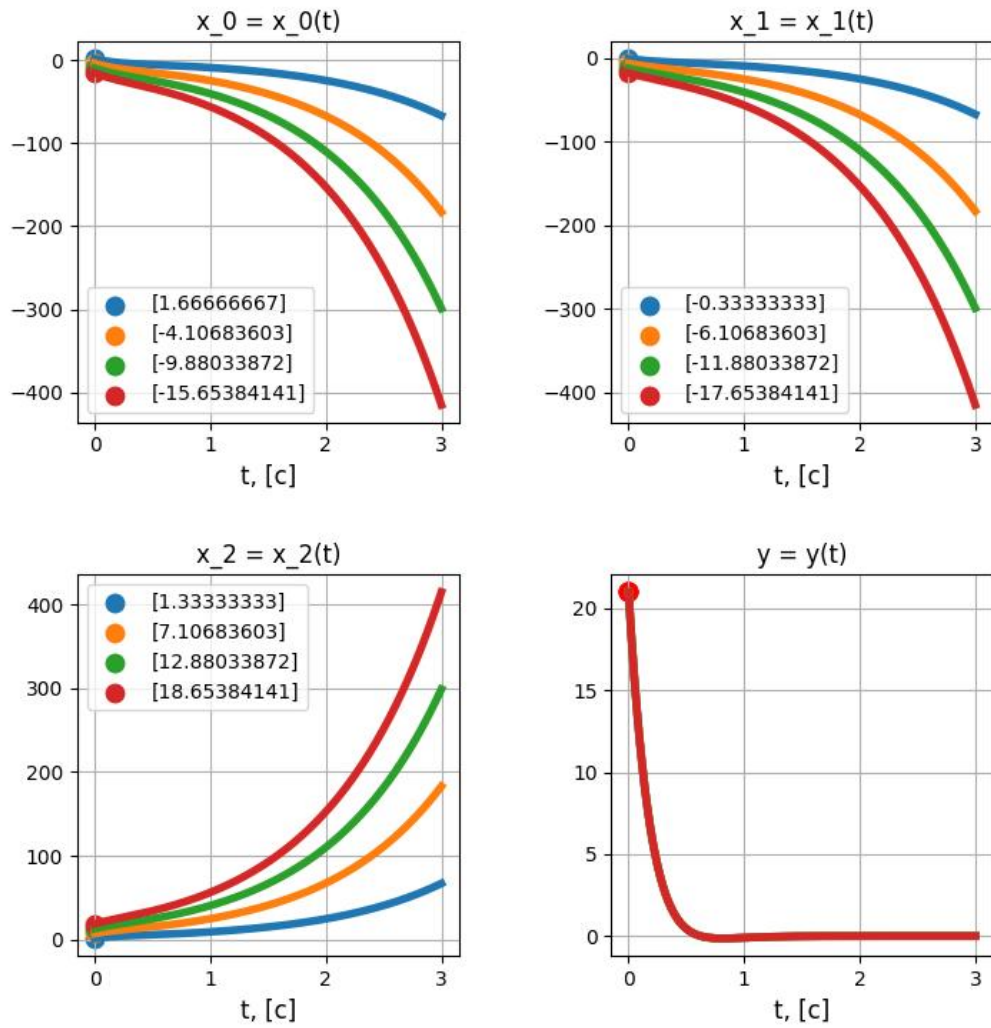 x_0 = x_0(t)
0
−100
−200
−300
−400
[1.66666667]
[-4.10683603]
[-9.88033872]
[-15.65384141]
0 1 2 3
t, [c]
x_1 = x_1(t)
0
−100
−200
−300
−400
[-0.33333333]
[-6.10683603]
[-11.88033872]
[-17.65384141]
0 1 2 3
t, [c]
x_2 = x_2(t)
400
300
200
100
0
[1.33333333]
[7.10683603]
[12.88033872]
[18.65384141]
0 1 2 3
t, [c]
y = y(t)
20
15
10
5
0
0 1 2 3
t, [c]